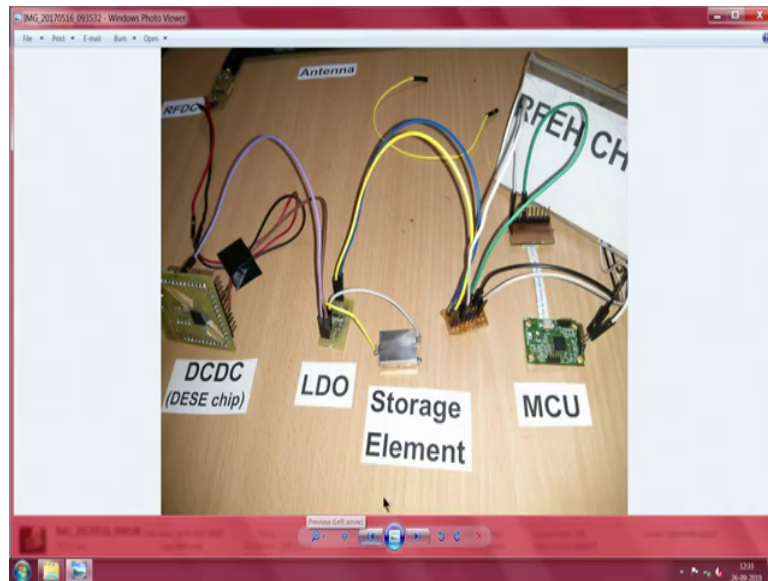 IMG_20170516_093532 - Windows Photo Viewer
File Print E-mail Burn Open
Antenna
RFDC
RFEH CH
DCDC
(DESE chip)
LDO
Storage
Element
MCU
Previous (Left arrow)
12:33
26-09-2019